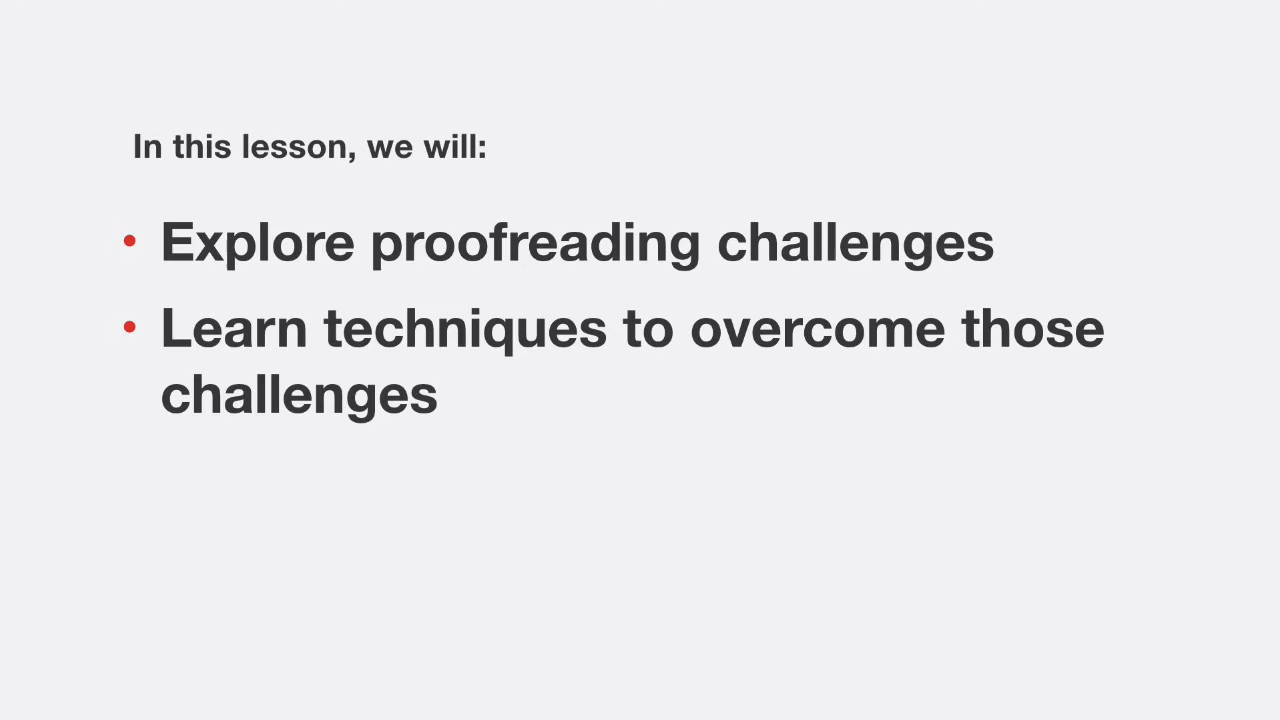 In this lesson, we will:
• Explore proofreading challenges
• Learn techniques to overcome those
challenges